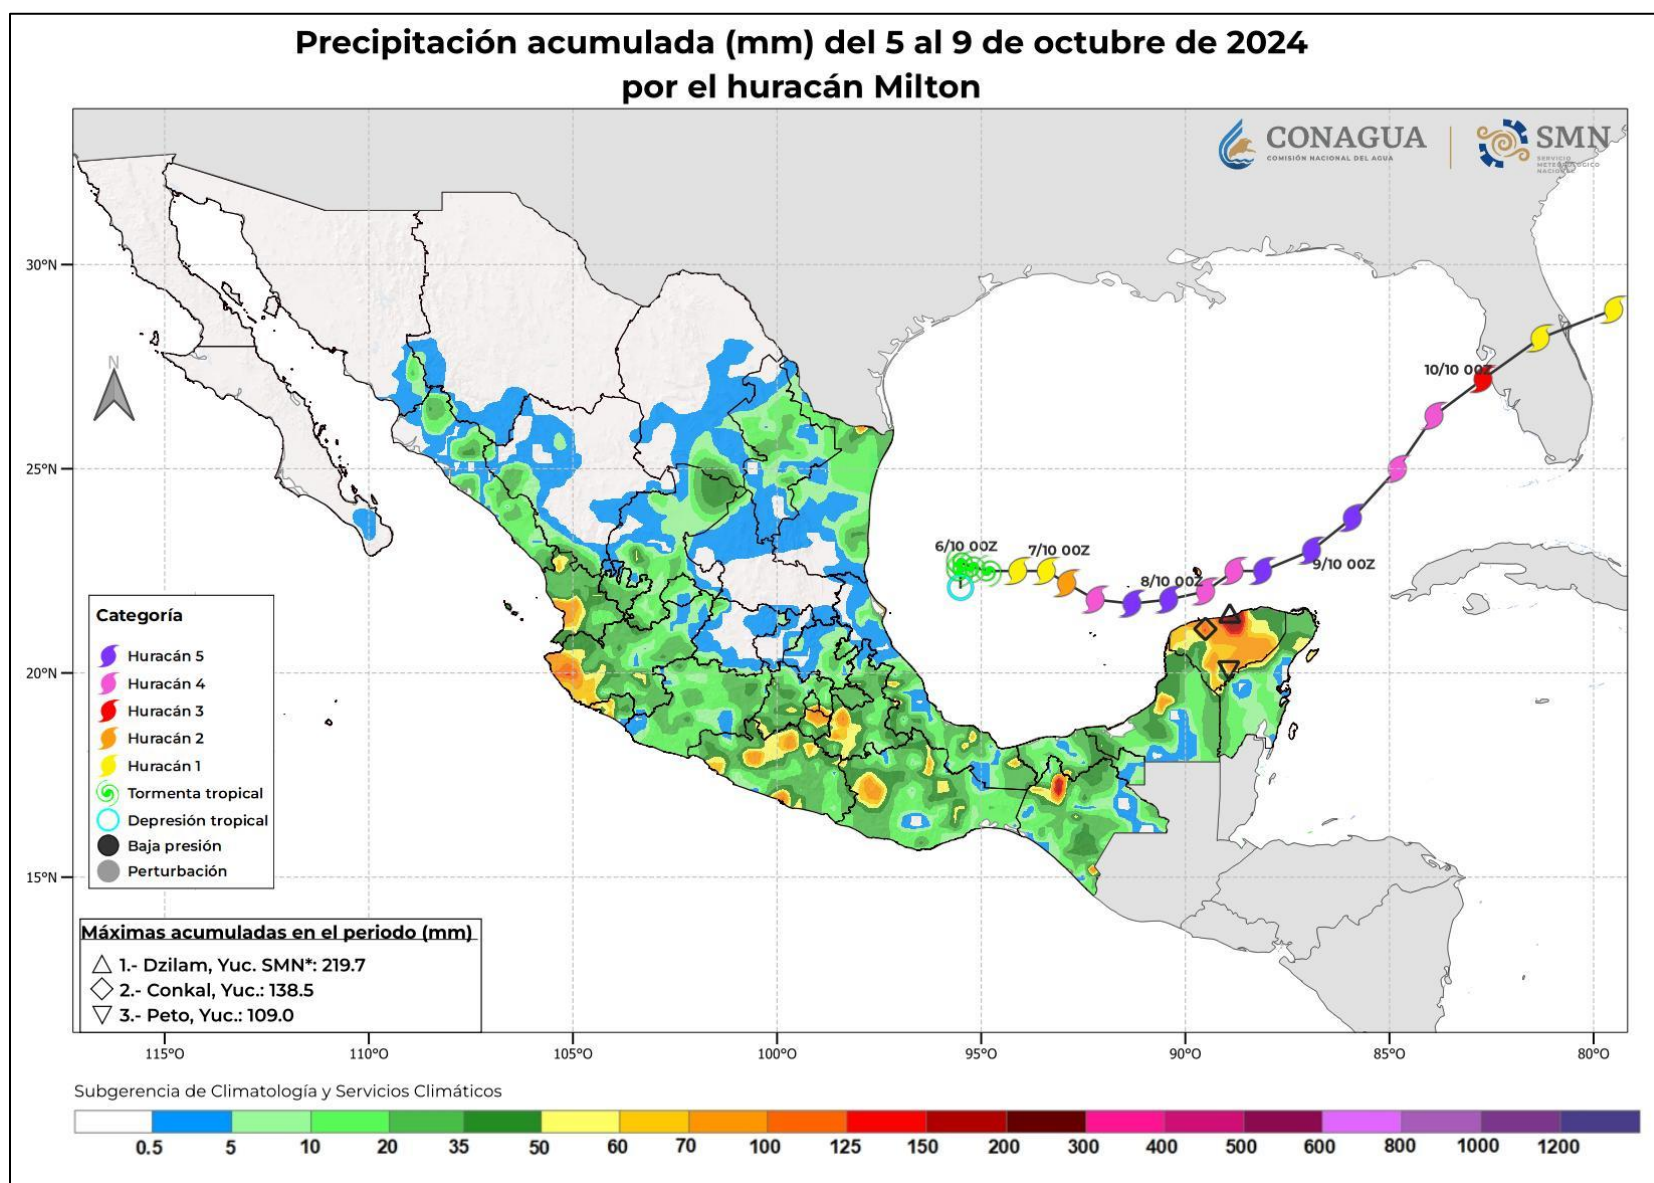 Precipitación acumulada (mm) del 5 al 9 de octubre de 2024
por el huracán Milton
CONAGUA
COMISIÓN NACIONAL DEL AGUA
SMN
SERVICIO
METEOROLÓGICO
NACIONAL
30°N
25°N
20°N
15°N
N
10/10 00Z
6/10 00Z
7/10 00Z
9/10 00Z
8/10 00Z
Categoría
Huracán 5
Huracán 4
Huracán 3
Huracán 2
Huracán 1
Tormenta tropical
Depresión tropical
Baja presión
Perturbación
Máximas acumuladas en el periodo (mm)
1.- Dzilam, Yuc. SMN*: 219.7
2.- Conkal, Yuc.: 138.5
3.- Peto, Yuc.: 109.0
115°O 110°O 105°O 100°O 95°O 90°O 85°O 80°O
Subgerencia de Climatología y Servicios Climáticos
0.5 5 10 20 35 50 60 70 100 125 150 200 300 400 500 600 800 1000 1200